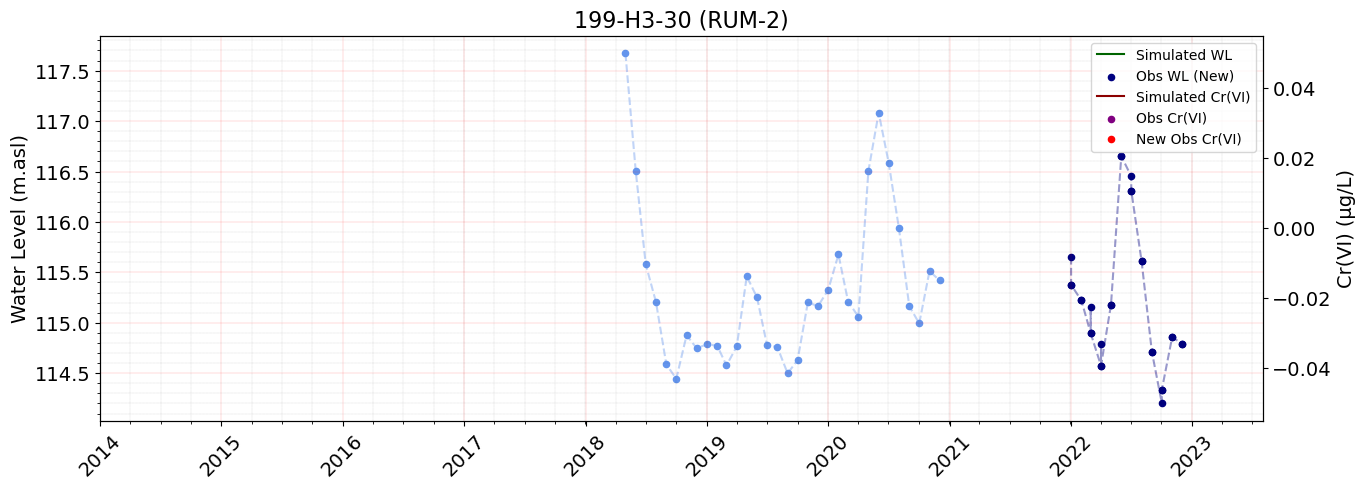 199-H3-30 (RUM-2)
Water Level (m.asl)
117.5
117.0
116.5
116.0
115.5
115.0
114.5
Simulated WL
Obs WL (New)
Simulated Cr(VI)
Obs Cr(VI)
New Obs Cr(VI)
0.04
0.02
0.00
−0.02
−0.04
Cr(VI) (μg/L)
2014
2015
2016
2017
2018
2019
2020
2021
2022
2023